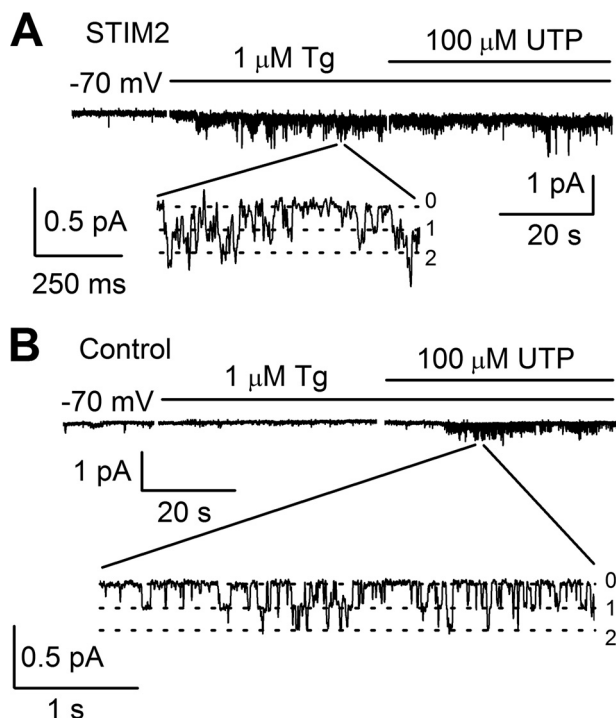 A
STIM2
100 μM UTP
1 μM Tg
-70 mV
0
1
2
0.5 pA
250 ms
1 pA
20 s
B
Control
100 μM UTP
1 μM Tg
-70 mV
1 pA
20 s
0
1
2
0.5 pA
1 s